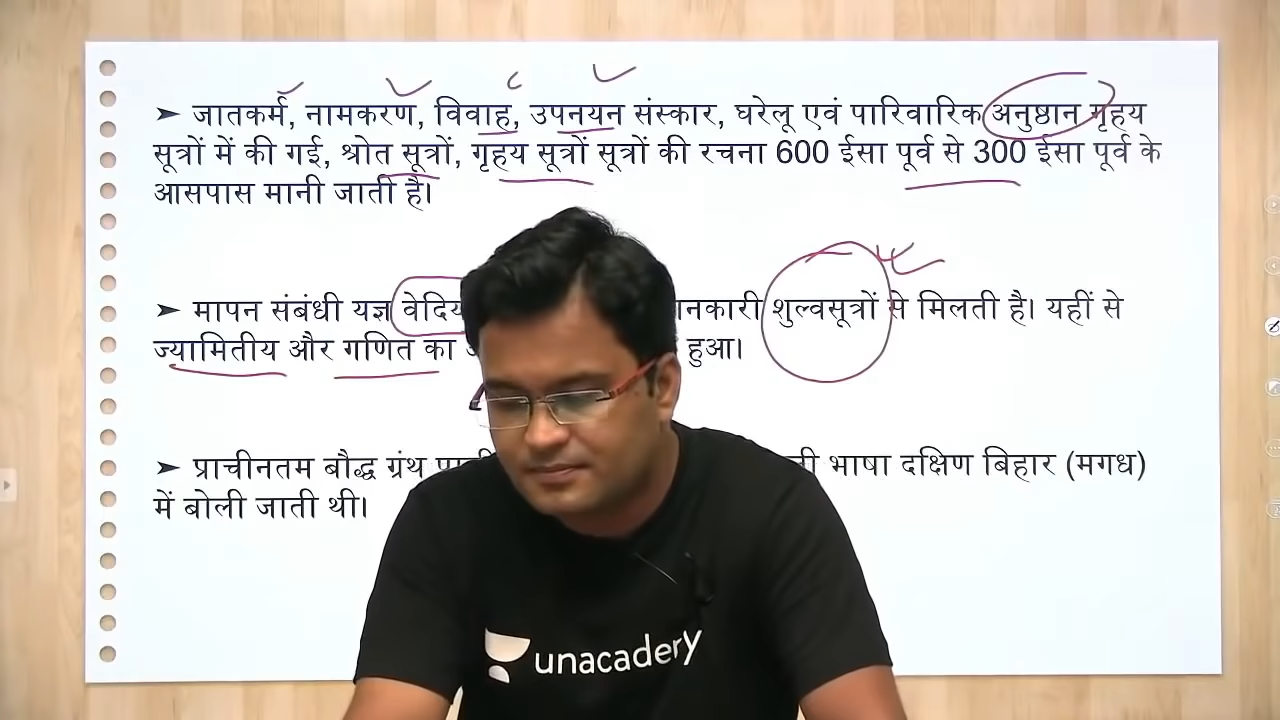 ➤ जातकर्म, नामकरण, विवाह, उपनयन संस्कार, घरेलू एवं पारिवारिक अनुष्ठान गृहय
सूत्रों में की गई, श्रोत सूत्रों, गृहय सूत्रों सूत्रों की रचना 600 ईसा पूर्व से 300 ईसा पूर्व के
आसपास मानी जाती है।
➤ मापन संबंधी यज्ञ शुल्वसूत्रों से मिलती है। यहीं से
ज्यामितीय और गणित का हुआ।
➤ प्राचीनतम बौद्ध ग्रंथ भाषा दक्षिण बिहार (मगध)
में बोली जाती थी।
unacademy